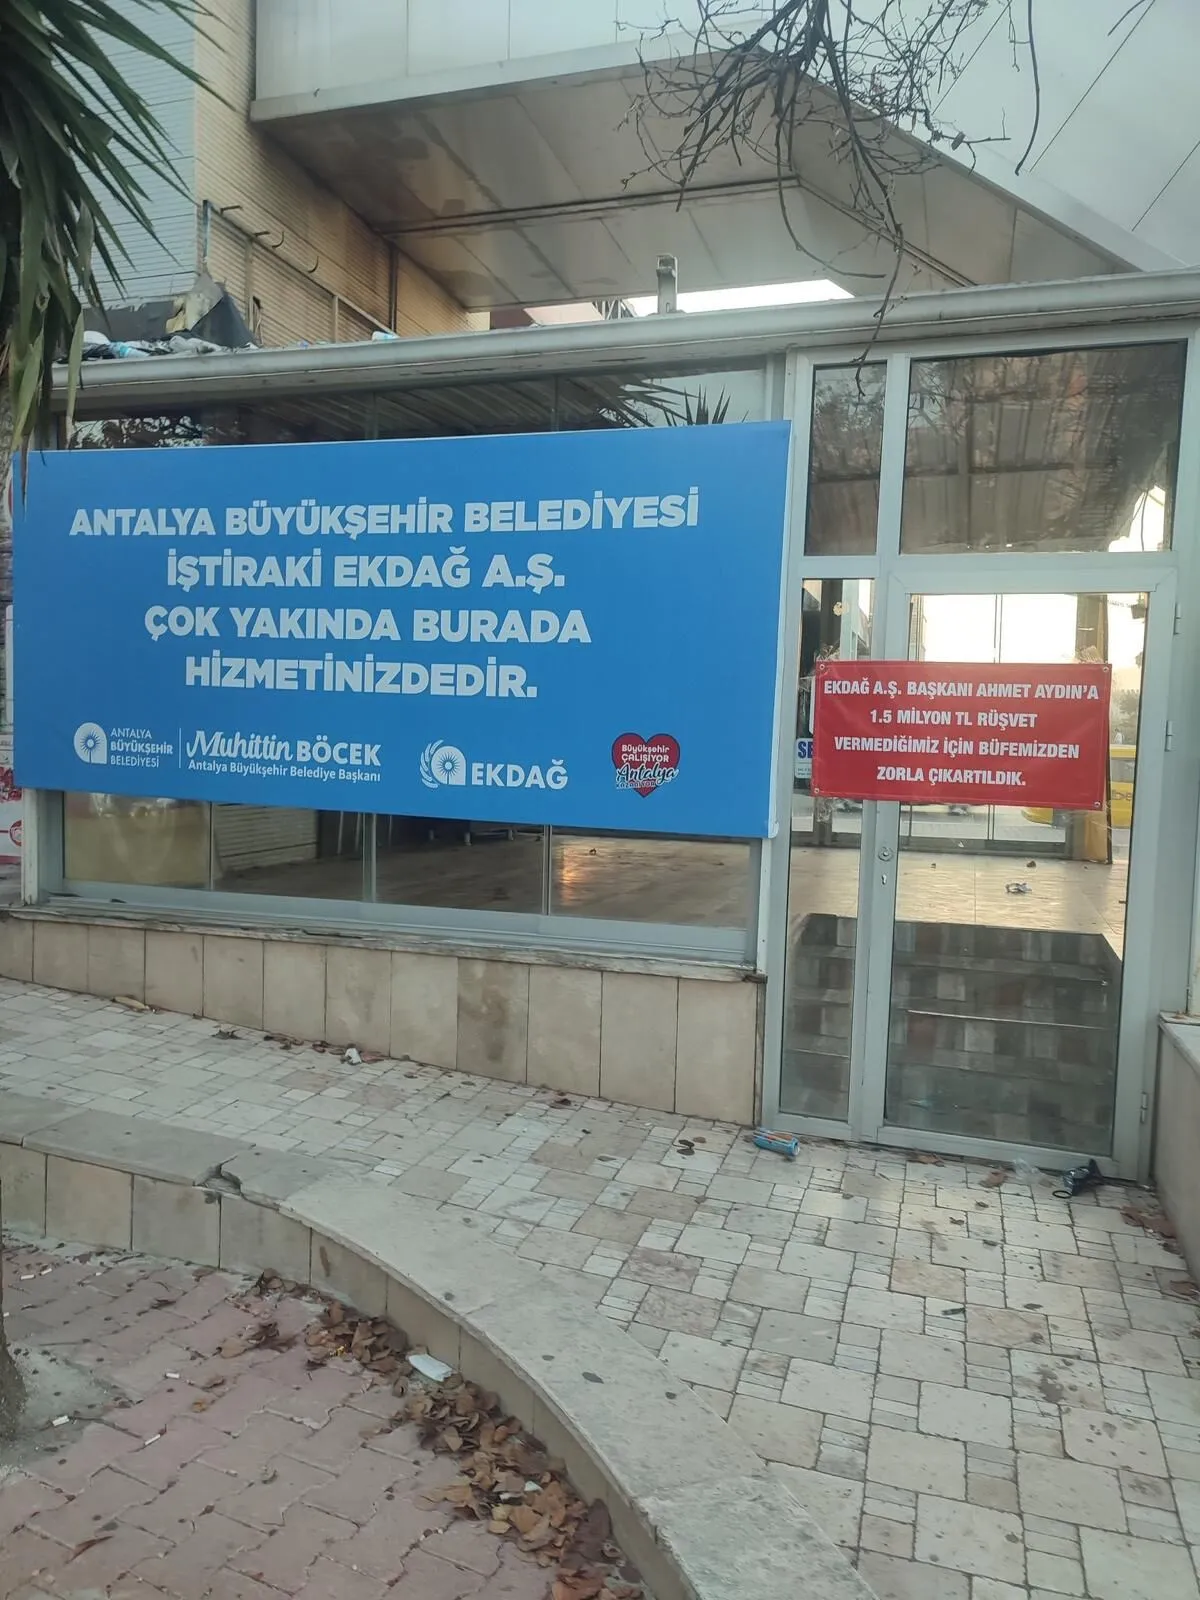 ANTALYA BÜYÜKŞEHİR BELEDİYESİ
İŞTİRAKİ EKDAĞ A.Ş.
ÇOK YAKINDA BURADA
HİZMETİNİZDEDİR.
ANTALYA
BÜYÜKŞEHİR
BELEDİYESİ
Muhittin BÖCEK
Antalya Büyükşehir Belediye Başkanı
EKDAĞ
Büyükşehir
ÇALIŞIYOR
Antalya
KAZANIYOR
EKDAĞ A.Ş. BAŞKANI AHMET AYDIN'A
1.5 MİLYON TL RÜŞVET
VERMEDİĞİMİZ İÇİN BÜFEMİZDEN
ZORLA ÇIKARTILDIK.